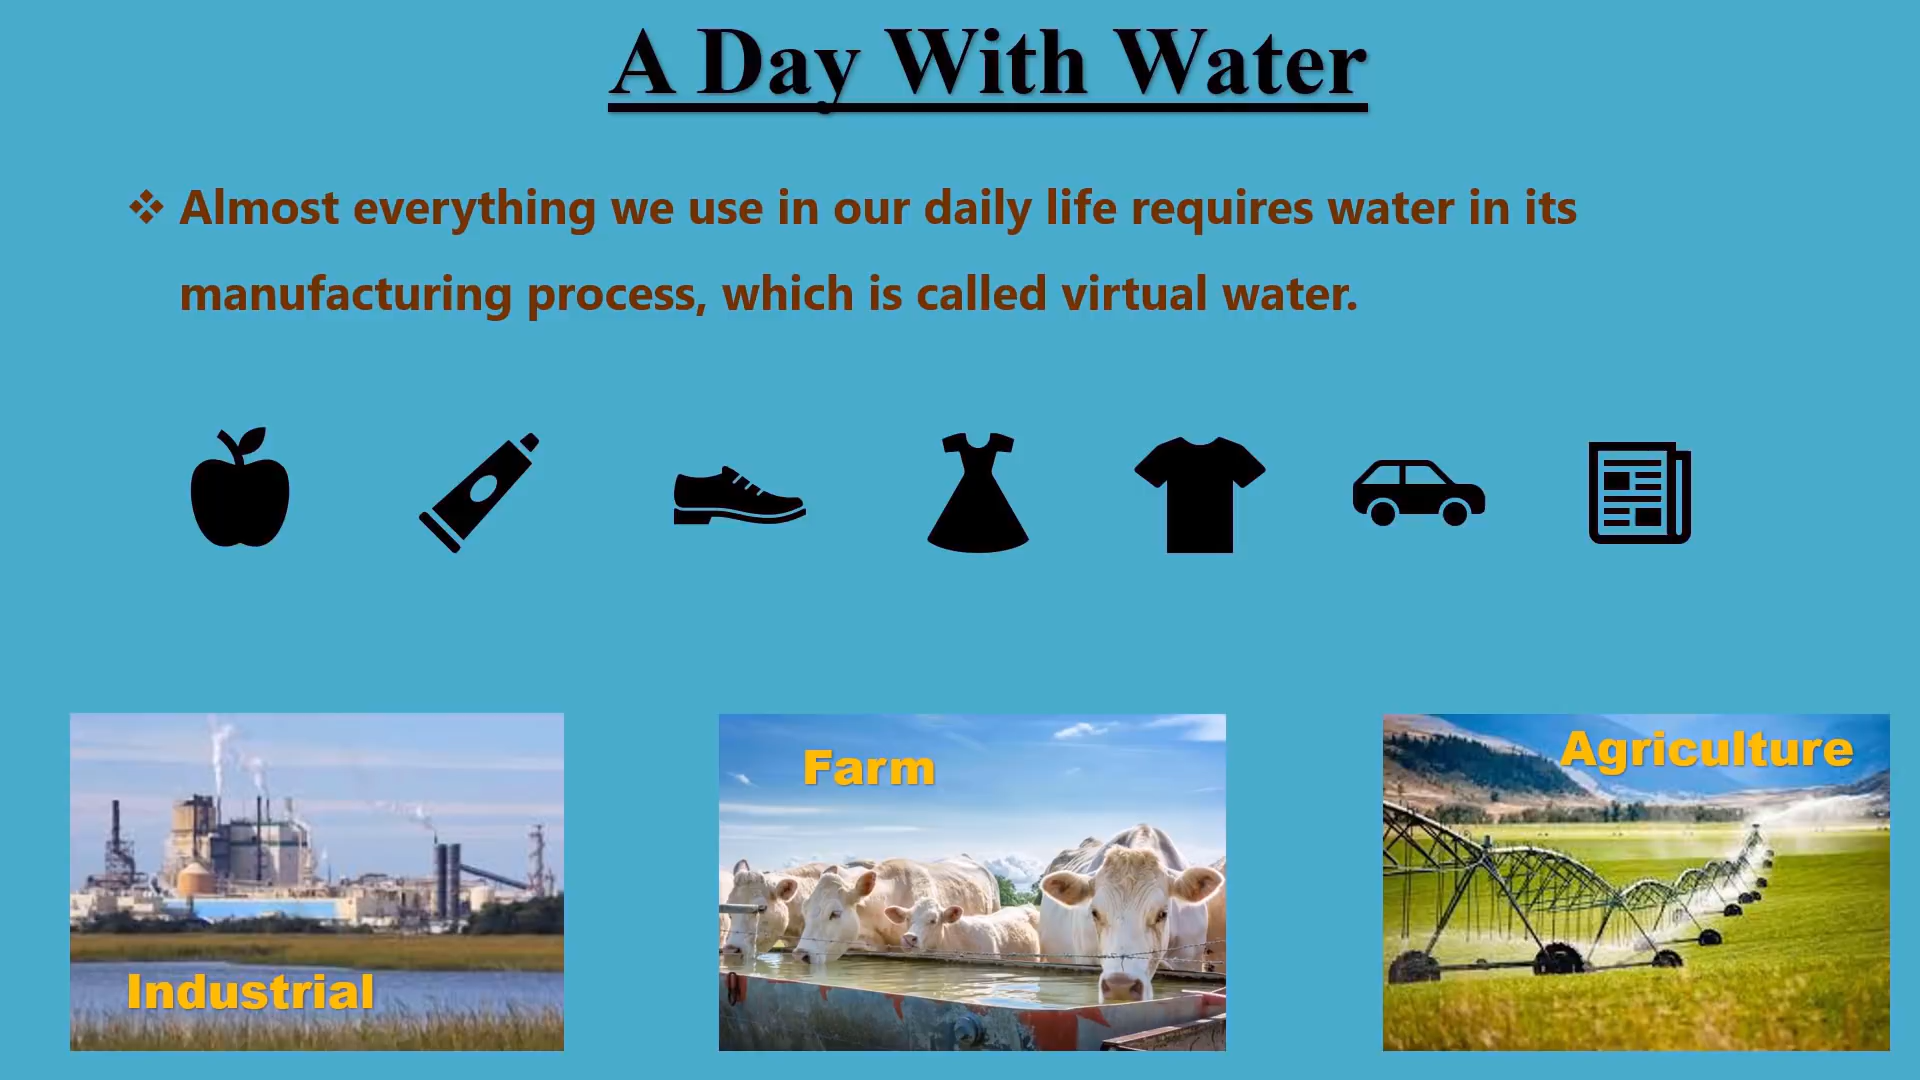 A Day With Water
❖ Almost everything we use in our daily life requires water in its
manufacturing process, which is called virtual water.
Industrial
Farm
Agriculture